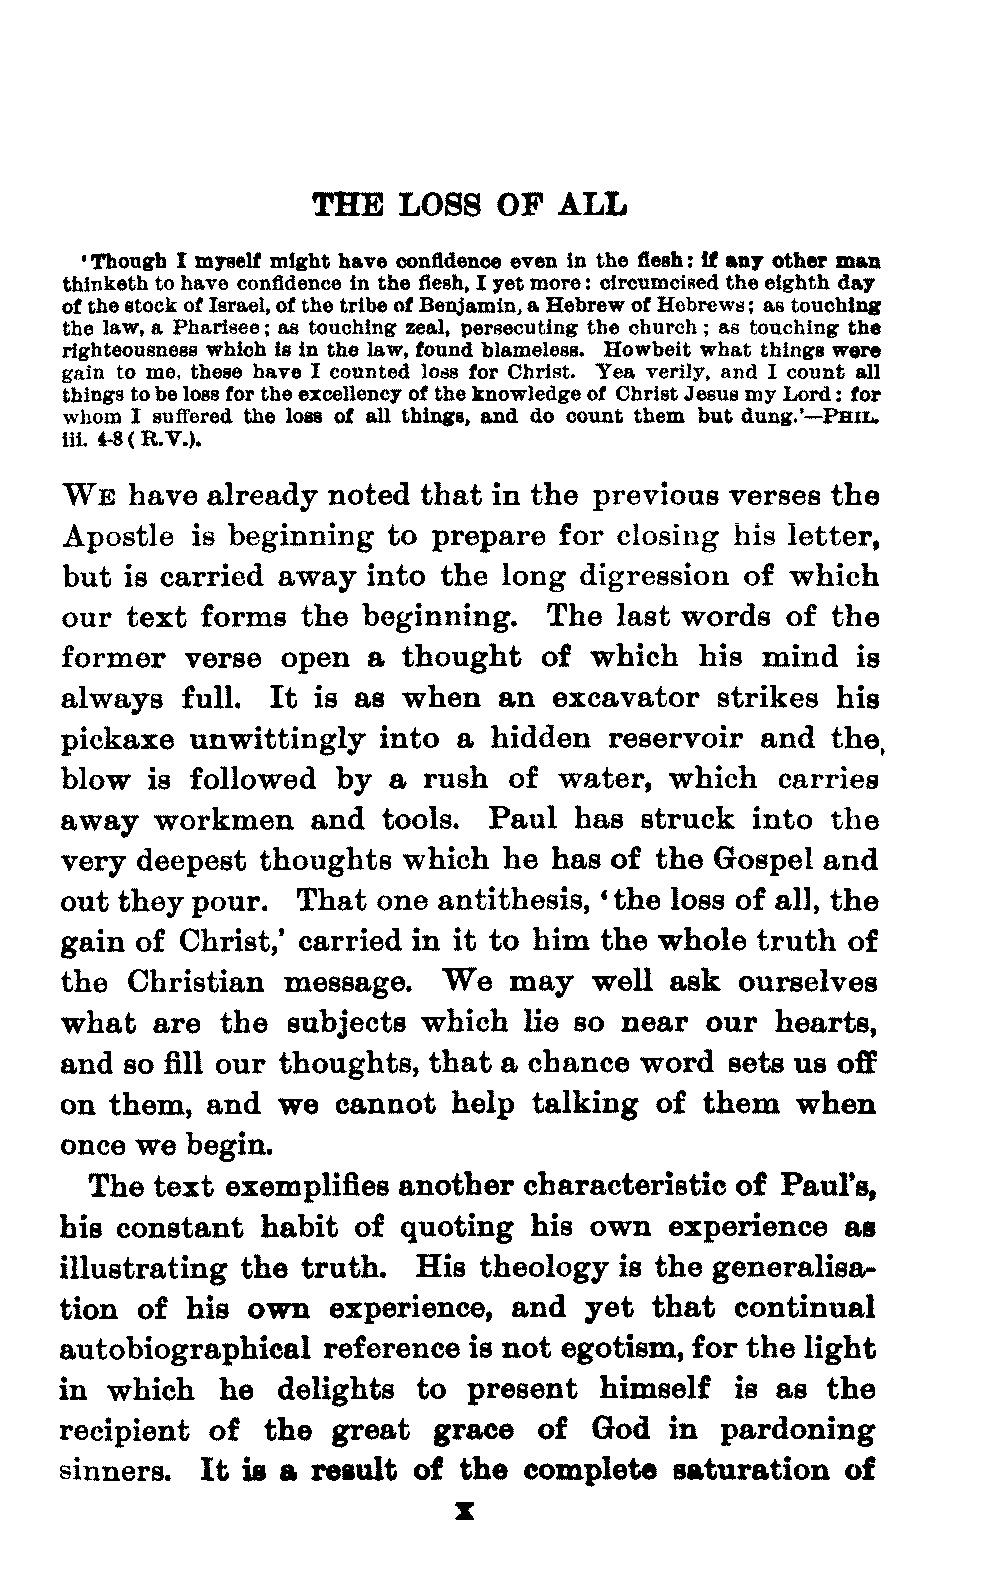 THE LOSS OF ALL
'Though I myself might have confidence even in the flesh: if any other man
thinketh to have confidence in the flesh, I yet more: circumcised the eighth day
of the stock of Israel, of the tribe of Benjamin, a Hebrew of Hebrews; as touching
the law, a Pharisee; as touching zeal, persecuting the church; as touching the
righteousness which is in the law, found blameless. Howbeit what things were
gain to me, these have I counted loss for Christ. Yea verily, and I count all
things to be loss for the excellency of the knowledge of Christ Jesus my Lord: for
whom I suffered the loss of all things, and do count them but dung.'—PHIL.
iii. 4-8 (R.V.).
WE have already noted that in the previous verses the
Apostle is beginning to prepare for closing his letter,
but is carried away into the long digression of which
our text forms the beginning. The last words of the
former verse open a thought of which his mind is
always full. It is as when an excavator strikes his
pickaxe unwittingly into a hidden reservoir and the,
blow is followed by a rush of water, which carries
away workmen and tools. Paul has struck into the
very deepest thoughts which he has of the Gospel and
out they pour. That one antithesis, 'the loss of all, the
gain of Christ,' carried in it to him the whole truth of
the Christian message. We may well ask ourselves
what are the subjects which lie so near our hearts,
and so fill our thoughts, that a chance word sets us off
on them, and we cannot help talking of them when
once we begin.
The text exemplifies another characteristic of Paul's,
his constant habit of quoting his own experience as
illustrating the truth. His theology is the generalisa-
tion of his own experience, and yet that continual
autobiographical reference is not egotism, for the light
in which he delights to present himself is as the
recipient of the great grace of God in pardoning
sinners. It is a result of the complete saturation of
X